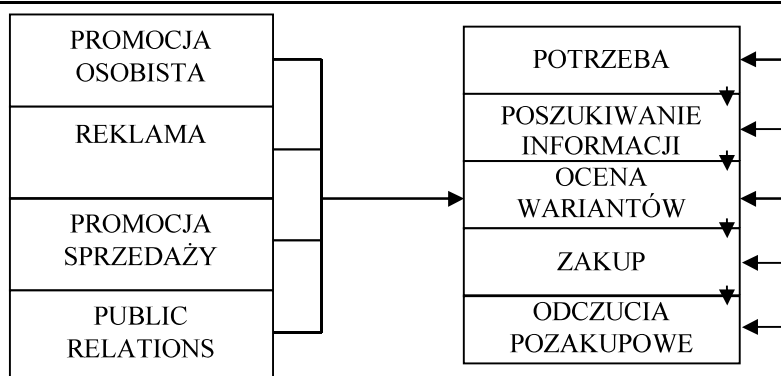 PROMOCJA
OSOBISTA
REKLAMA
PROMOCJA
SPRZEDAŻY
PUBLIC
RELATIONS
POTRZEBA
POSZUKIWANIE
INFORMACJI
OCENA
WARIANTÓW
ZAKUP
ODCZUCIA
POZAKUPOWE